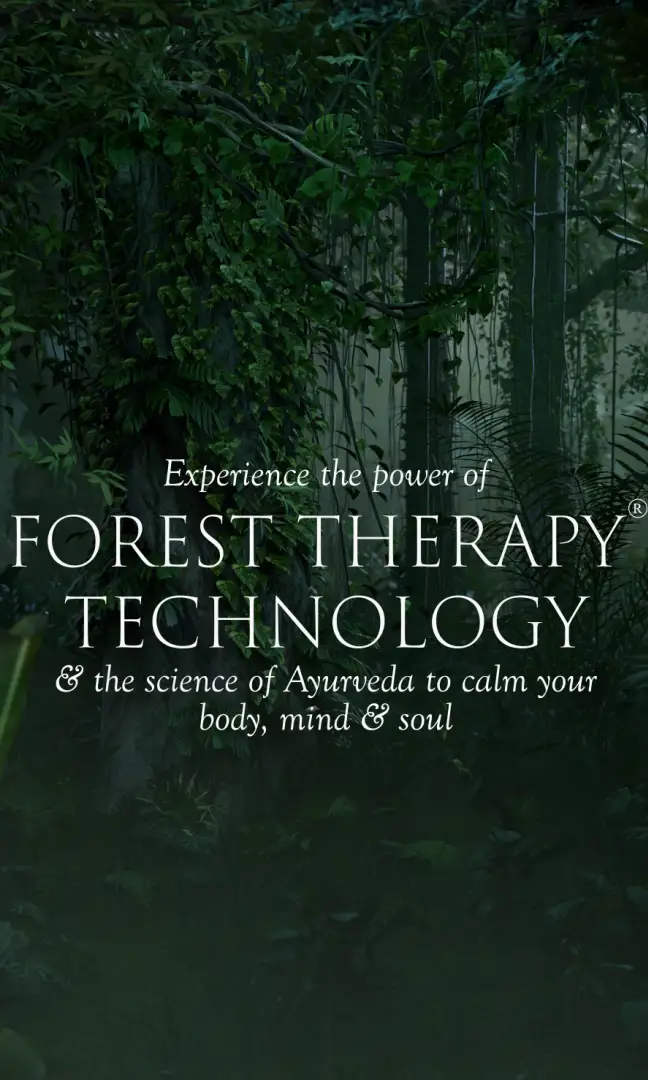 Experience the power of
FOREST THERAPY®
TECHNOLOGY
& the science of Ayurveda to calm your
body, mind & soul